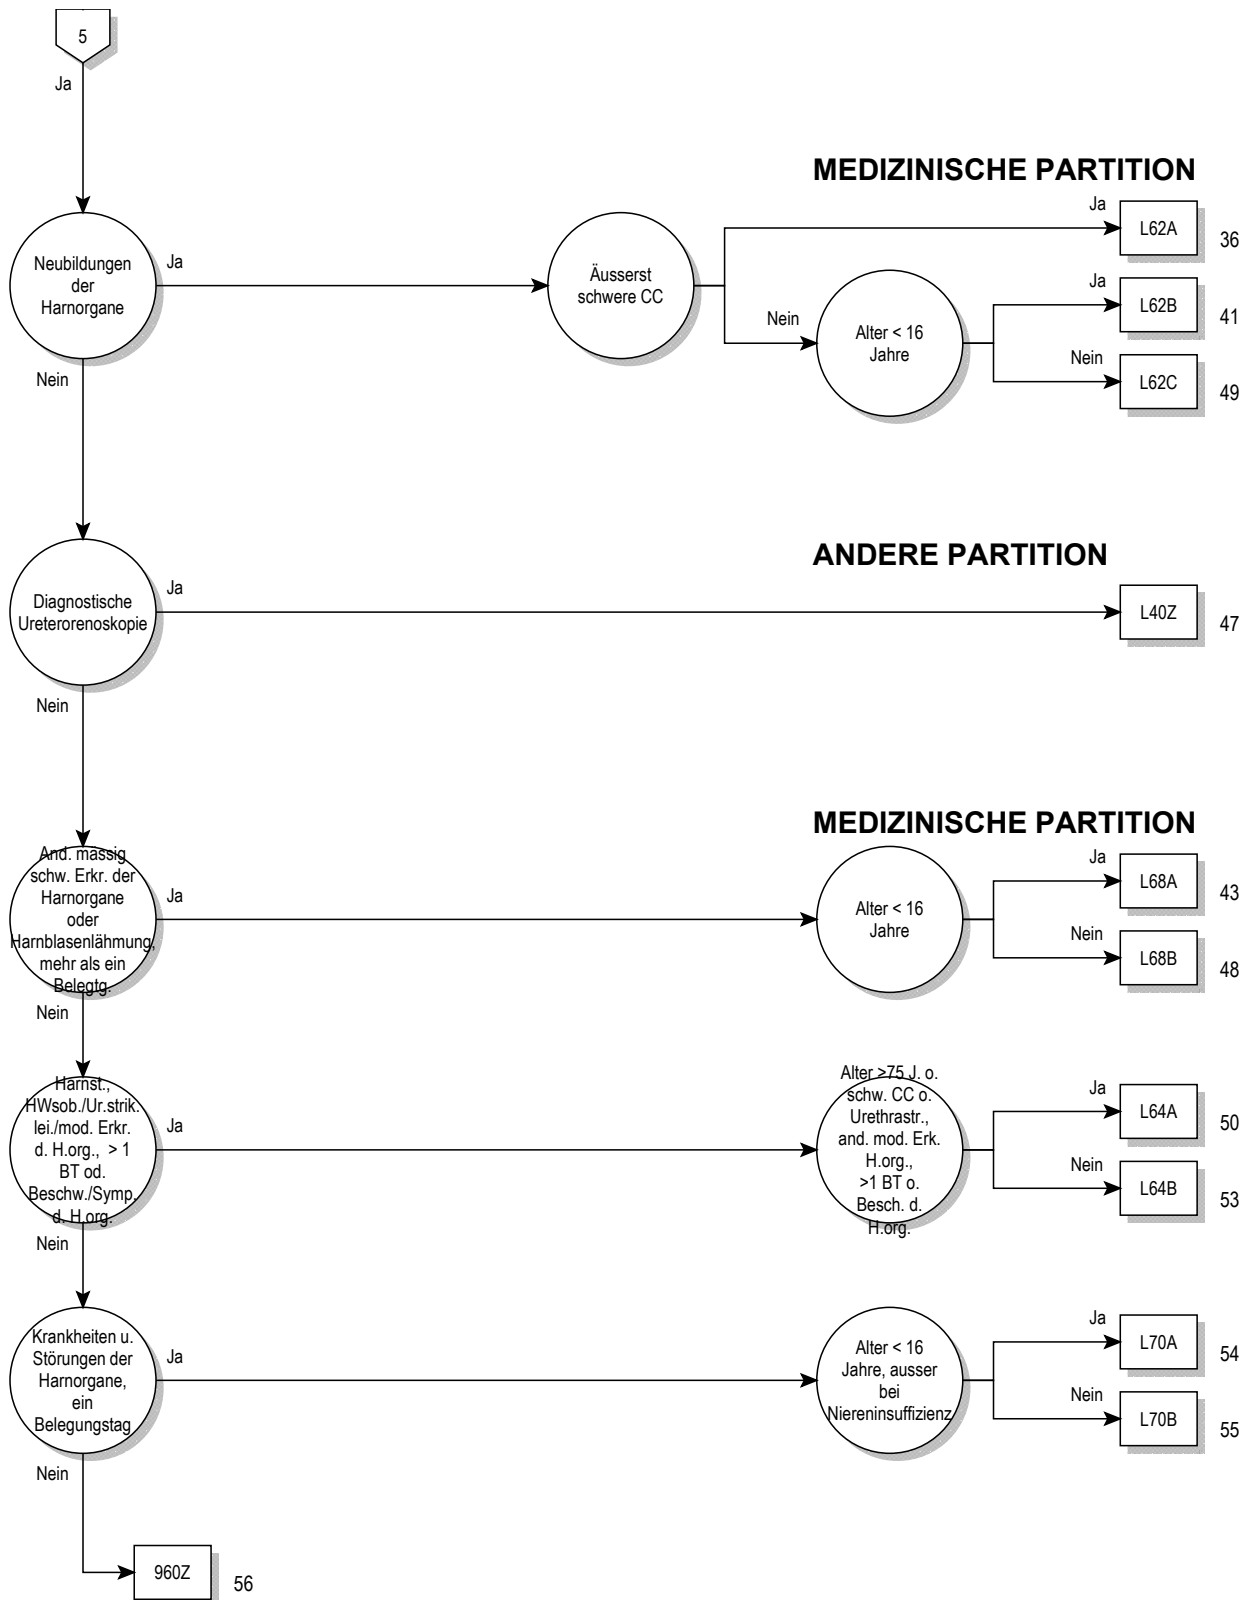 5
Ja
MEDIZINISCHE PARTITION
Neubildungen
der
Harnorgane
Ja
Äusserst
schwere CC
Ja
L62A
36
Nein
Alter < 16
Jahre
Ja
L62B
41
Nein
L62C
49
Nein
ANDERE PARTITION
Diagnostische
Ureterorenoskopie
Ja
L40Z
47
Nein
MEDIZINISCHE PARTITION
And. mässig
schw. Erkr. der
Harnorgane
oder
Harnblasenlähmung,
mehr als ein
Belegtg.
Ja
Alter < 16
Jahre
Ja
L68A
43
Nein
L68B
48
Nein
Harnst.,
HWsob./Ur.strik.
lei./mod. Erkr.
d. H.org., > 1
BT od.
Beschw./Symp.
d. H.org.
Ja
Alter >75 J. o.
schw. CC o.
Urethrastr.,
and. mod. Erk.
H.org.,
>1 BT o.
Besch. d.
H.org.
Ja
L64A
50
Nein
L64B
53
Nein
Krankheiten u.
Störungen der
Harnorgane,
ein
Belegungstag
Ja
Alter < 16
Jahre, ausser
bei
Niereninsuffizienz
Ja
L70A
54
Nein
L70B
55
Nein
960Z
56